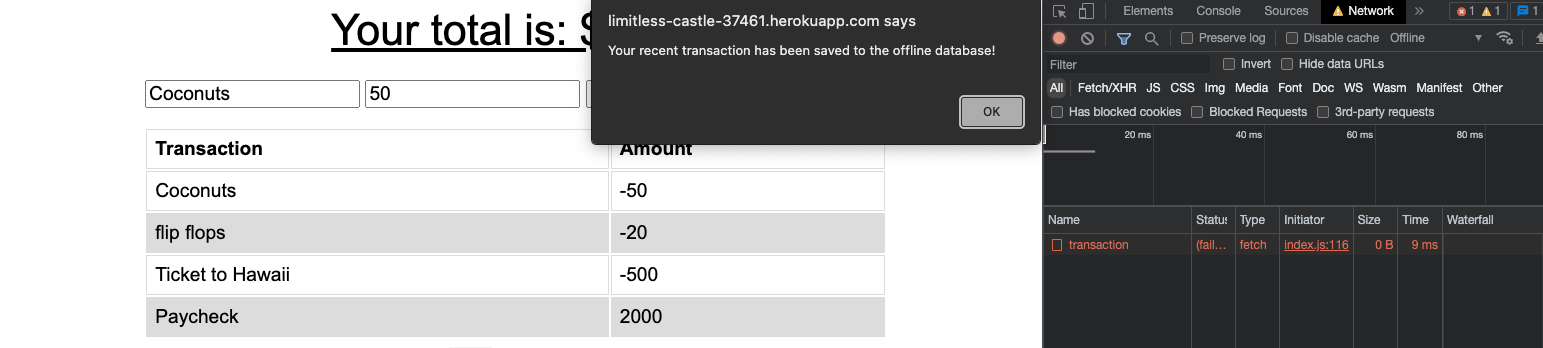 Your total is: $
limitless-castle-37461.herokuapp.com says
Your recent transaction has been saved to the offline database!
OK
Coconuts 50
Transaction Amount
Coconuts -50
flip flops -20
Ticket to Hawaii -500
Paycheck 2000
Elements Console Sources Network » 1 1 1
Preserve log Disable cache Offline
Filter Invert Hide data URLs
All Fetch/XHR JS CSS Img Media Font Doc WS Wasm Manifest Other
Has blocked cookies Blocked Requests 3rd-party requests
20 ms 40 ms 60 ms 80 ms
Name Status Type Initiator Size Time Waterfall
transaction (fail... fetch index.js:116 0 B 9 ms